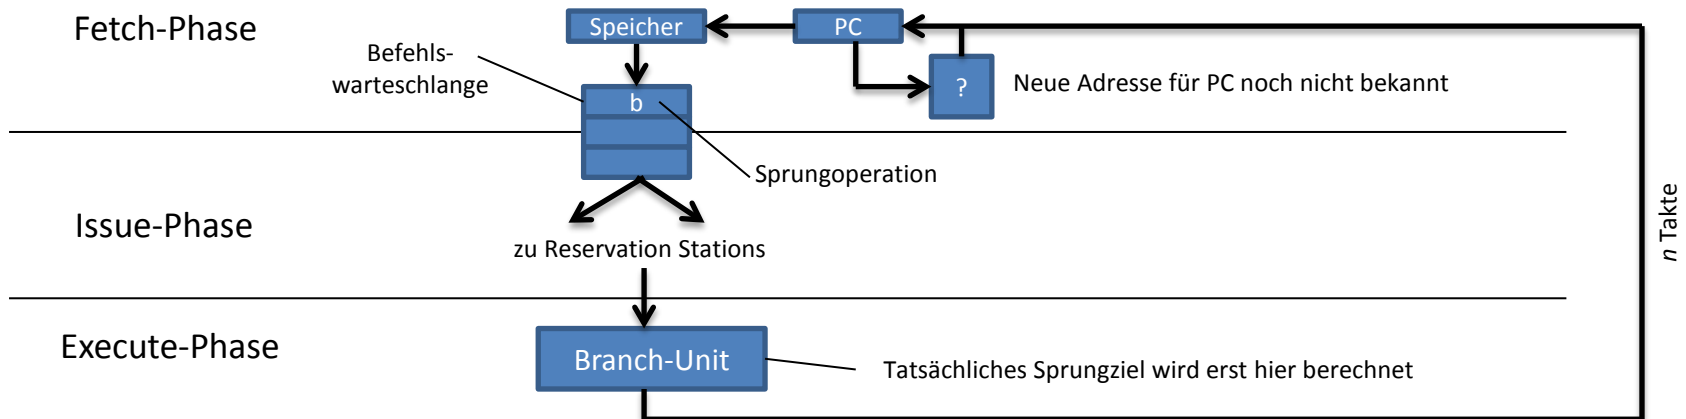 Fetch-Phase
Speicher
PC
Befehls-
warteschlange
b
?
Neue Adresse für PC noch nicht bekannt
Sprungoperation
Issue-Phase
zu Reservation Stations
n Takte
Execute-Phase
Branch-Unit
Tatsächliches Sprungziel wird erst hier berechnet